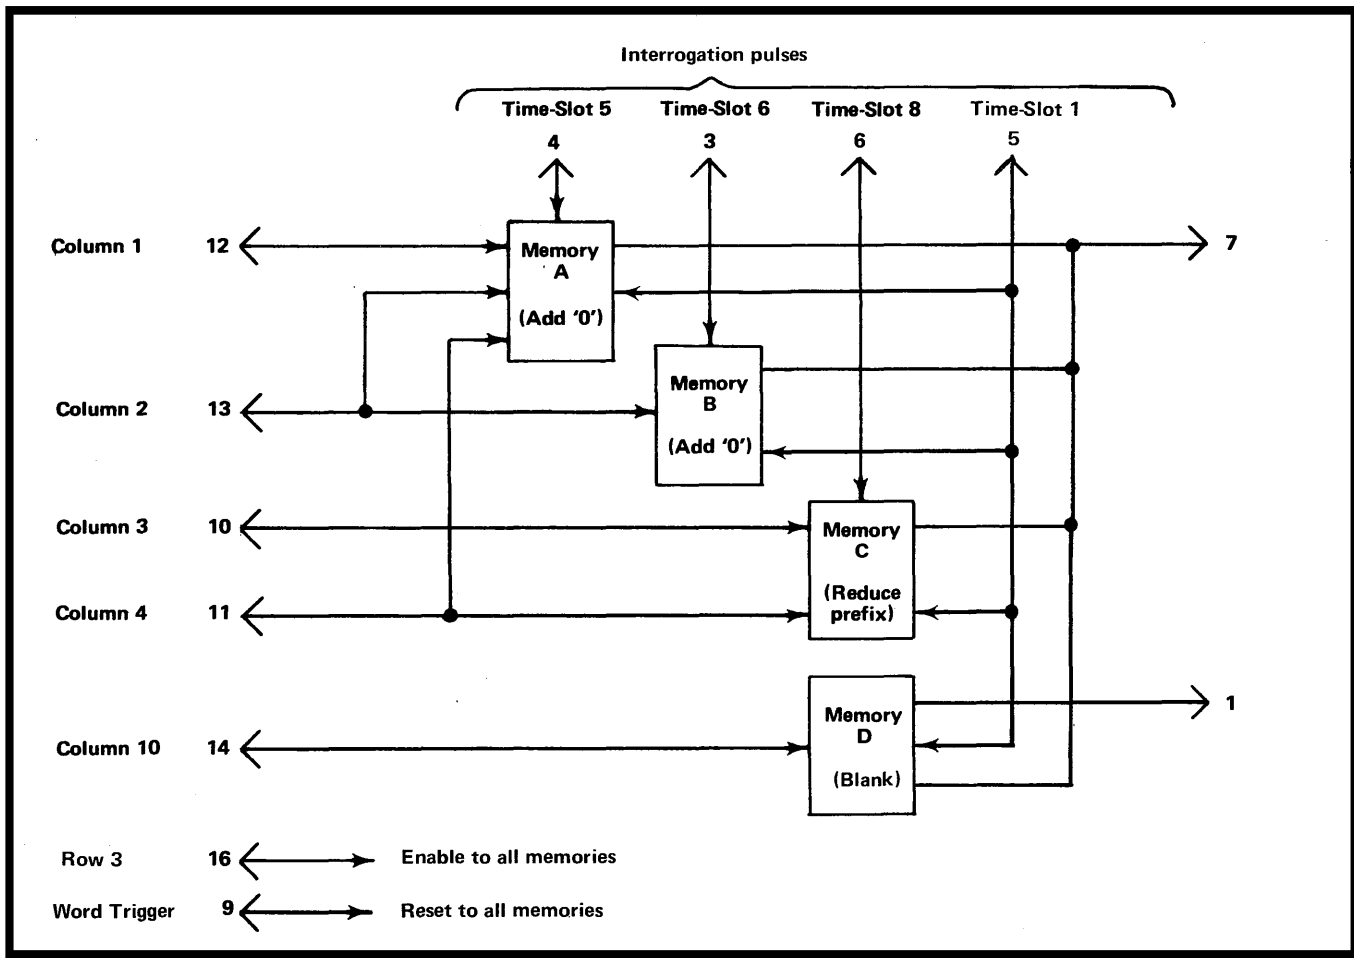 Interrogation pulses
Time-Slot 5 Time-Slot 6 Time-Slot 8 Time-Slot 1
4 3 6 5
Column 1 12 7
Memory
A
(Add '0')
Column 2 13
Memory
B
(Add '0')
Column 3 10
Memory
C
(Reduce
prefix)
Column 4 11
Memory
D
(Blank)
1
Column 10 14
Row 3 16 Enable to all memories
Word Trigger 9 Reset to all memories